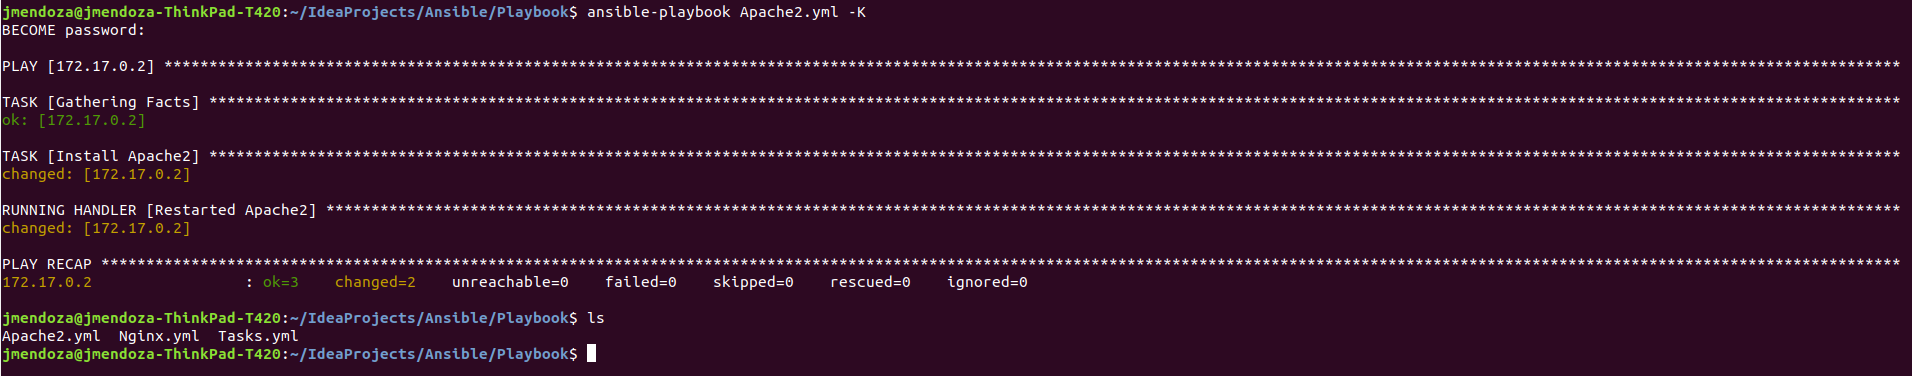 jmendoza@jmendoza-ThinkPad-T420:~/IdeaProjects/Ansible/Playbook$ ansible-playbook Apache2.yml -K
BECOME password:
PLAY [172.17.0.2] *************************************************************************************************************************************************************************************************
TASK [Gathering Facts] ********************************************************************************************************************************************************************************************
ok: [172.17.0.2]
TASK [Install Apache2] ********************************************************************************************************************************************************************************************
changed: [172.17.0.2]
RUNNING HANDLER [Restarted Apache2] *******************************************************************************************************************************************************************************
changed: [172.17.0.2]
PLAY RECAP ********************************************************************************************************************************************************************************************************
172.17.0.2                 : ok=3    changed=2    unreachable=0    failed=0    skipped=0    rescued=0    ignored=0
jmendoza@jmendoza-ThinkPad-T420:~/IdeaProjects/Ansible/Playbook$ ls
Apache2.yml  Nginx.yml  Tasks.yml
jmendoza@jmendoza-ThinkPad-T420:~/IdeaProjects/Ansible/Playbook$